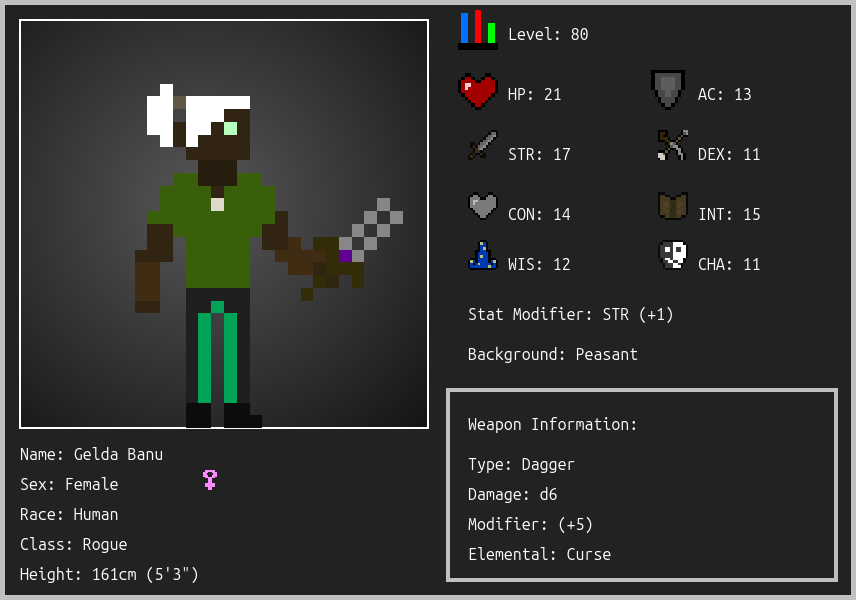 Level: 80
HP: 21
AC: 13
STR: 17
DEX: 11
CON: 14
INT: 15
WIS: 12
CHA: 11
Stat Modifier: STR (+1)
Background: Peasant
Name: Gelda Banu
Sex: Female
Race: Human
Class: Rogue
Height: 161cm (5'3")
Weapon Information:
Type: Dagger
Damage: d6
Modifier: (+5)
Elemental: Curse